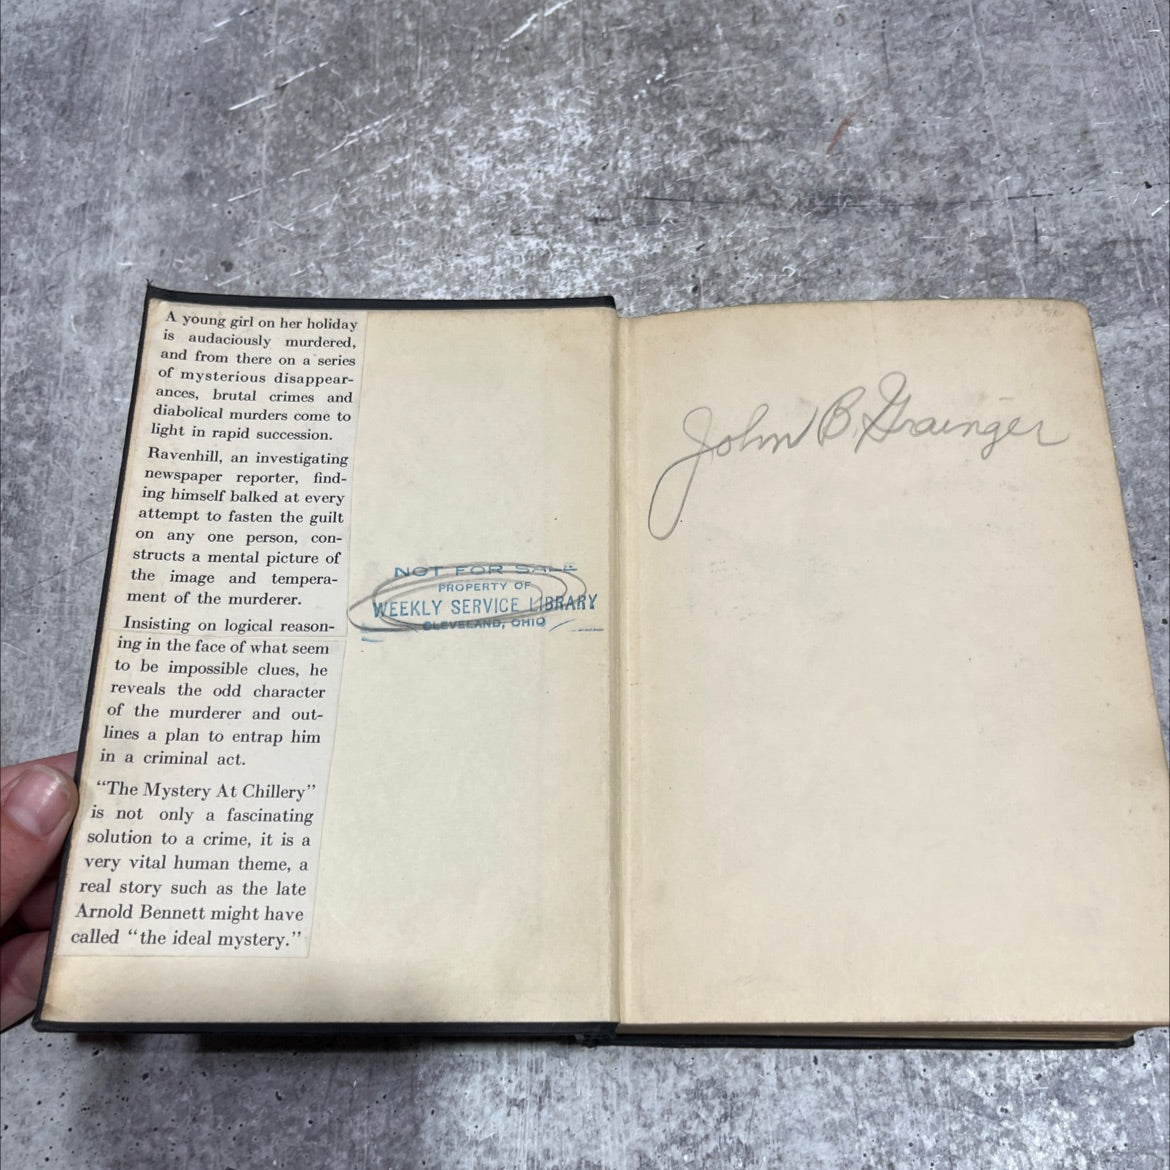 A young girl on her holiday
is audaciously murdered,
and from there on a series
of mysterious disappear-
ances, brutal crimes and
diabolical murders come to
light in rapid succession.
Ravenhill, an investigating
newspaper reporter, find-
ing himself balked at every
attempt to fasten the guilt
on any one person, con-
structs a mental picture of
the image and tempera-
ment of the murderer.
Insisting on logical reason-
ing in the face of what seem
to be impossible clues, he
reveals the odd character
of the murderer and out-
lines a plan to entrap him
in a criminal act.
"The Mystery At Chillery"
is not only a fascinating
solution to a crime, it is a
very vital human theme, a
real story such as the late
Arnold Bennett might have
called "the ideal mystery."
NOT FOR SALE
PROPERTY OF
WEEKLY SERVICE LIBRARY
CLEVELAND, OHIO
John B. Grainger